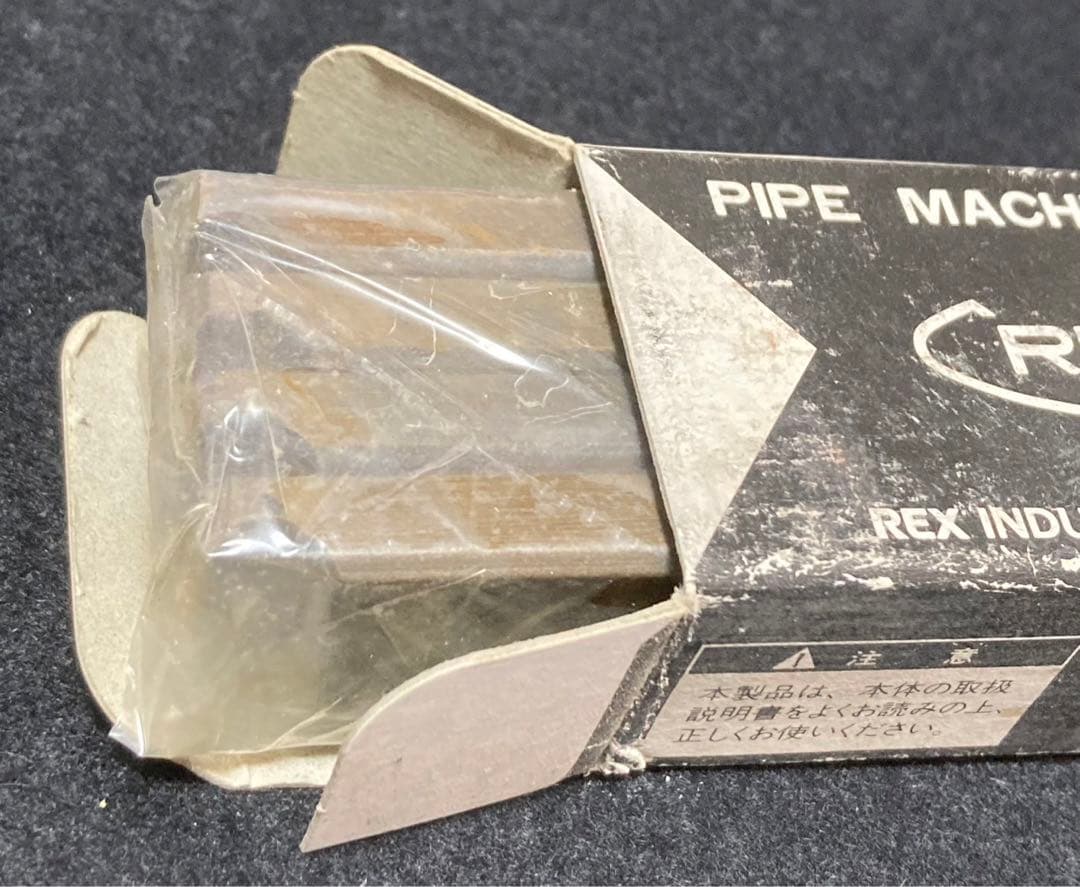 PIPE MACH
R
REX INDU
注 意
本製品は、本体の取扱
説明書をよくお読みの上、
正しくお使いください。